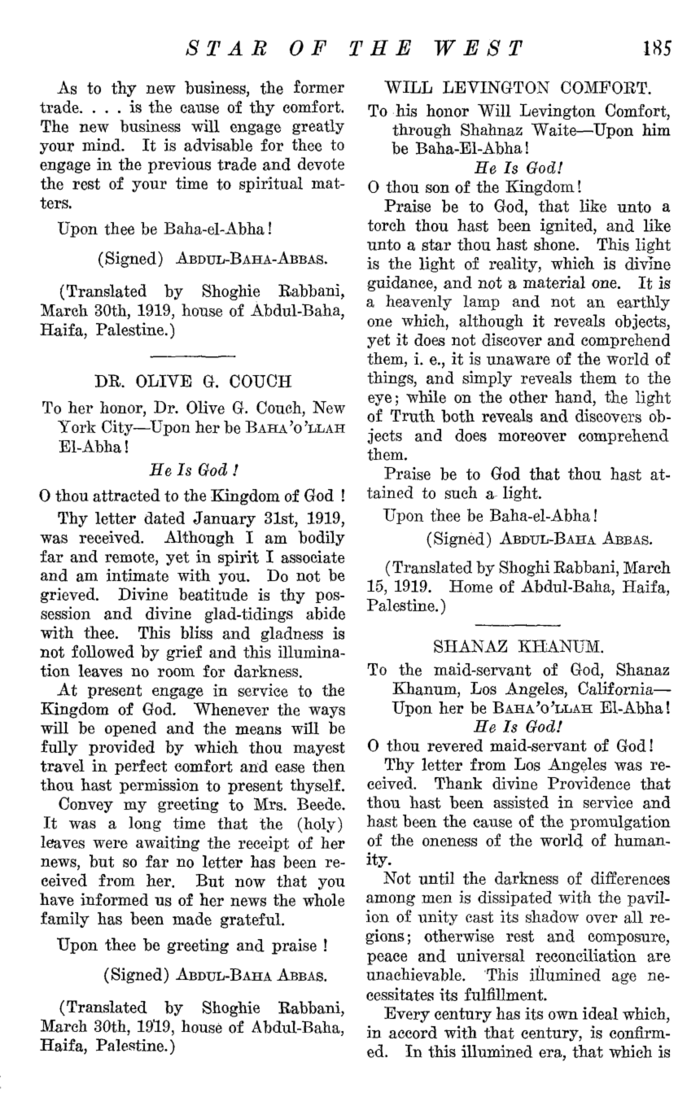 STAR OF THE WEST 185
As to thy new business, the former
trade. . . . is the cause of thy comfort.
The new business will engage greatly
your mind. It is advisable for thee to
engage in the previous trade and devote
the rest of your time to spiritual mat-
ters.
Upon thee be Baha-el-Abha!
(Signed) ABDUL-BAHA-ABBAS.
(Translated by Shoghie Rabbani,
March 30th, 1919, house of Abdul-Baha,
Haifa, Palestine.)
DR. OLIVE G. COUCH
To her honor, Dr. Olive G. Couch, New
York City—Upon her be BAHA'O'LLAH
El-Abha!
He Is God!
O thou attracted to the Kingdom of God!
Thy letter dated January 31st, 1919,
was received. Although I am bodily
far and remote, yet in spirit I associate
and am intimate with you. Do not be
grieved. Divine beatitude is thy pos-
session and divine glad-tidings abide
with thee. This bliss and gladness is
not followed by grief and this illumina-
tion leaves no room for darkness.
At present engage in service to the
Kingdom of God. Whenever the ways
will be opened and the means will be
fully provided by which thou mayest
travel in perfect comfort and ease then
thou hast permission to present thyself.
Convey my greeting to Mrs. Beede.
It was a long time that the (holy)
leaves were awaiting the receipt of her
news, but so far no letter has been re-
ceived from her. But now that you
have informed us of her news the whole
family has been made grateful.
Upon thee be greeting and praise!
(Signed) ABDUL-BAHA ABBAS.
(Translated by Shoghie Rabbani,
March 30th, 1919, house of Abdul-Baha,
Haifa, Palestine.)
WILL LEVINGTON COMFORT.
To his honor Will Levington Comfort,
through Shahnaz Waite—Upon him
be Baha-El-Abha!
He Is God!
O thou son of the Kingdom!
Praise be to God, that like unto a
torch thou hast been ignited, and like
unto a star thou hast shone. This light
is the light of reality, which is divine
guidance, and not a material one. It is
a heavenly lamp and not an earthly
one which, although it reveals objects,
yet it does not discover and comprehend
them, i. e., it is unaware of the world of
things, and simply reveals them to the
eye; while on the other hand, the light
of Truth both reveals and discovers ob-
jects and does moreover comprehend
them.
Praise be to God that thou hast at-
tained to such a light.
Upon thee be Baha-el-Abha!
(Signed) ABDUL-BAHA ABBAS.
(Translated by Shoghi Rabbani, March
15, 1919. Home of Abdul-Baha, Haifa,
Palestine.)
SHANAZ KHANUM.
To the maid-servant of God, Shanaz
Khanum, Los Angeles, California—
Upon her be BAHA'O'LLAH El-Abha!
He Is God!
O thou revered maid-servant of God!
Thy letter from Los Angeles was re-
ceived. Thank divine Providence that
thou hast been assisted in service and
hast been the cause of the promulgation
of the oneness of the world of human-
ity.
Not until the darkness of differences
among men is dissipated with the pavil-
ion of unity cast its shadow over all re-
gions; otherwise rest and composure,
peace and universal reconciliation are
unachievable. This illumined age ne-
cessitates its fulfillment.
Every century has its own ideal which,
in accord with that century, is confirm-
ed. In this illumined era, that which is